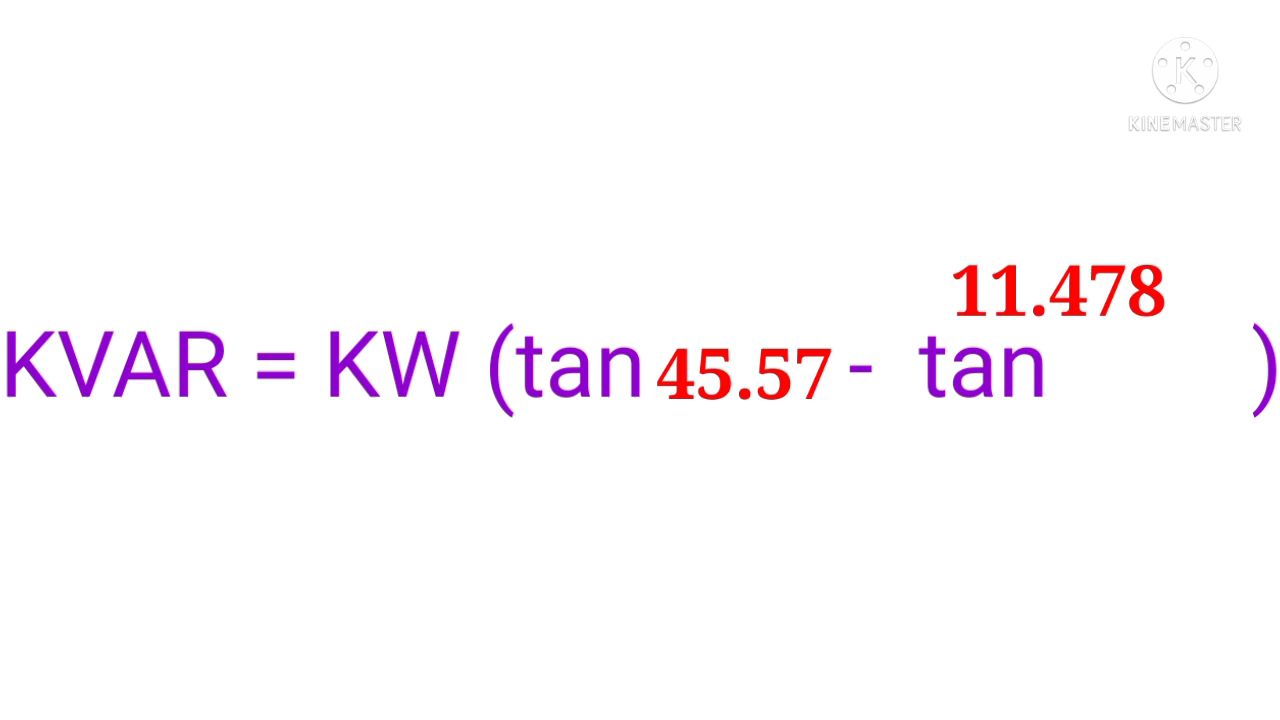 K
KINEMASTER
11.478
KVAR = KW (tan 45.57 - tan )